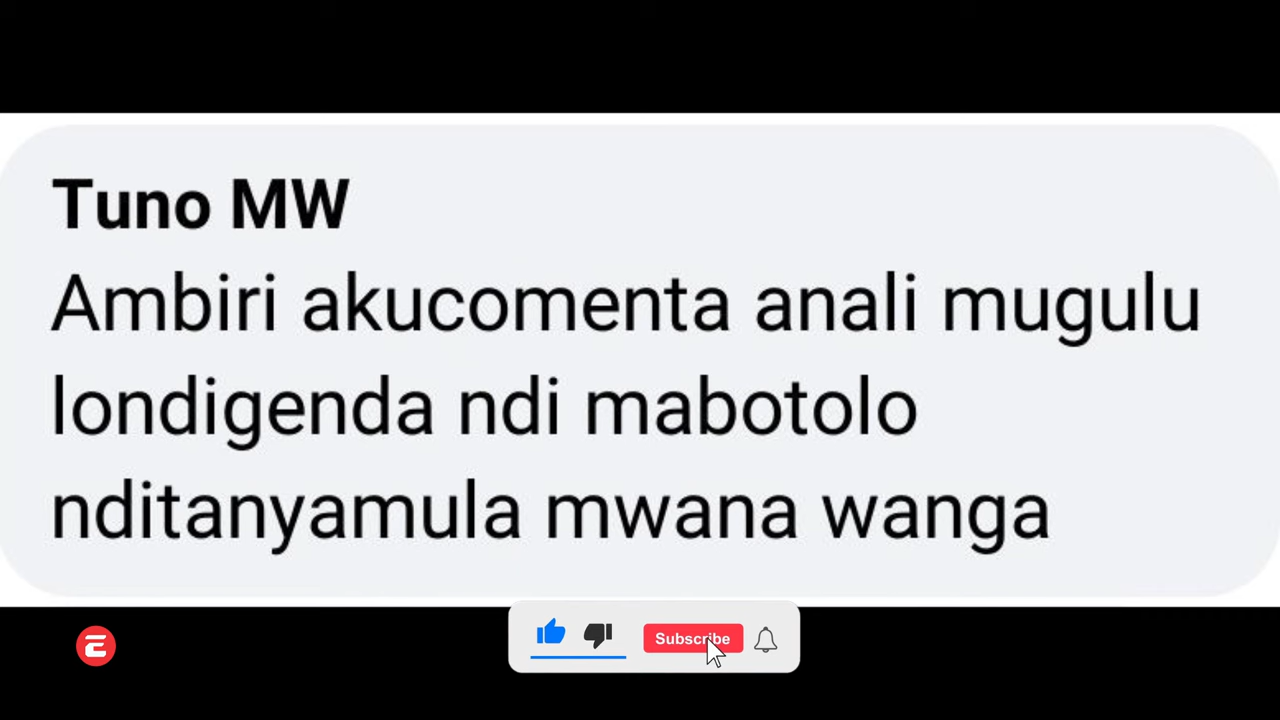 Tuno MW
Ambiri akucomenta anali mugulu
londigenda ndi mabotolo
nditanyamula mwana wanga
Subscribe